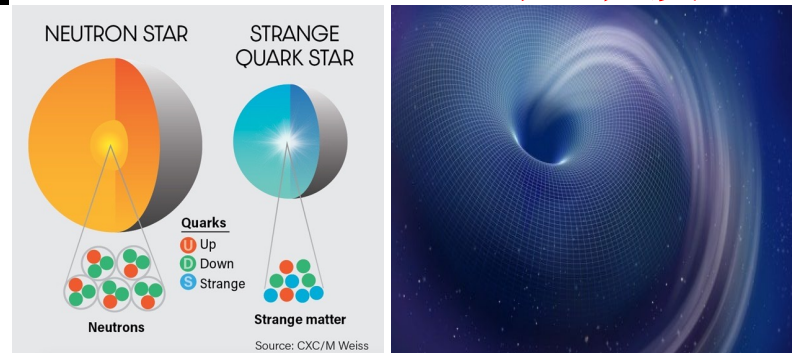 NEUTRON STAR
STRANGE
QUARK STAR
Quarks
U Up
D Down
S Strange
Neutrons
Strange matter
Source: CXC/M Weiss